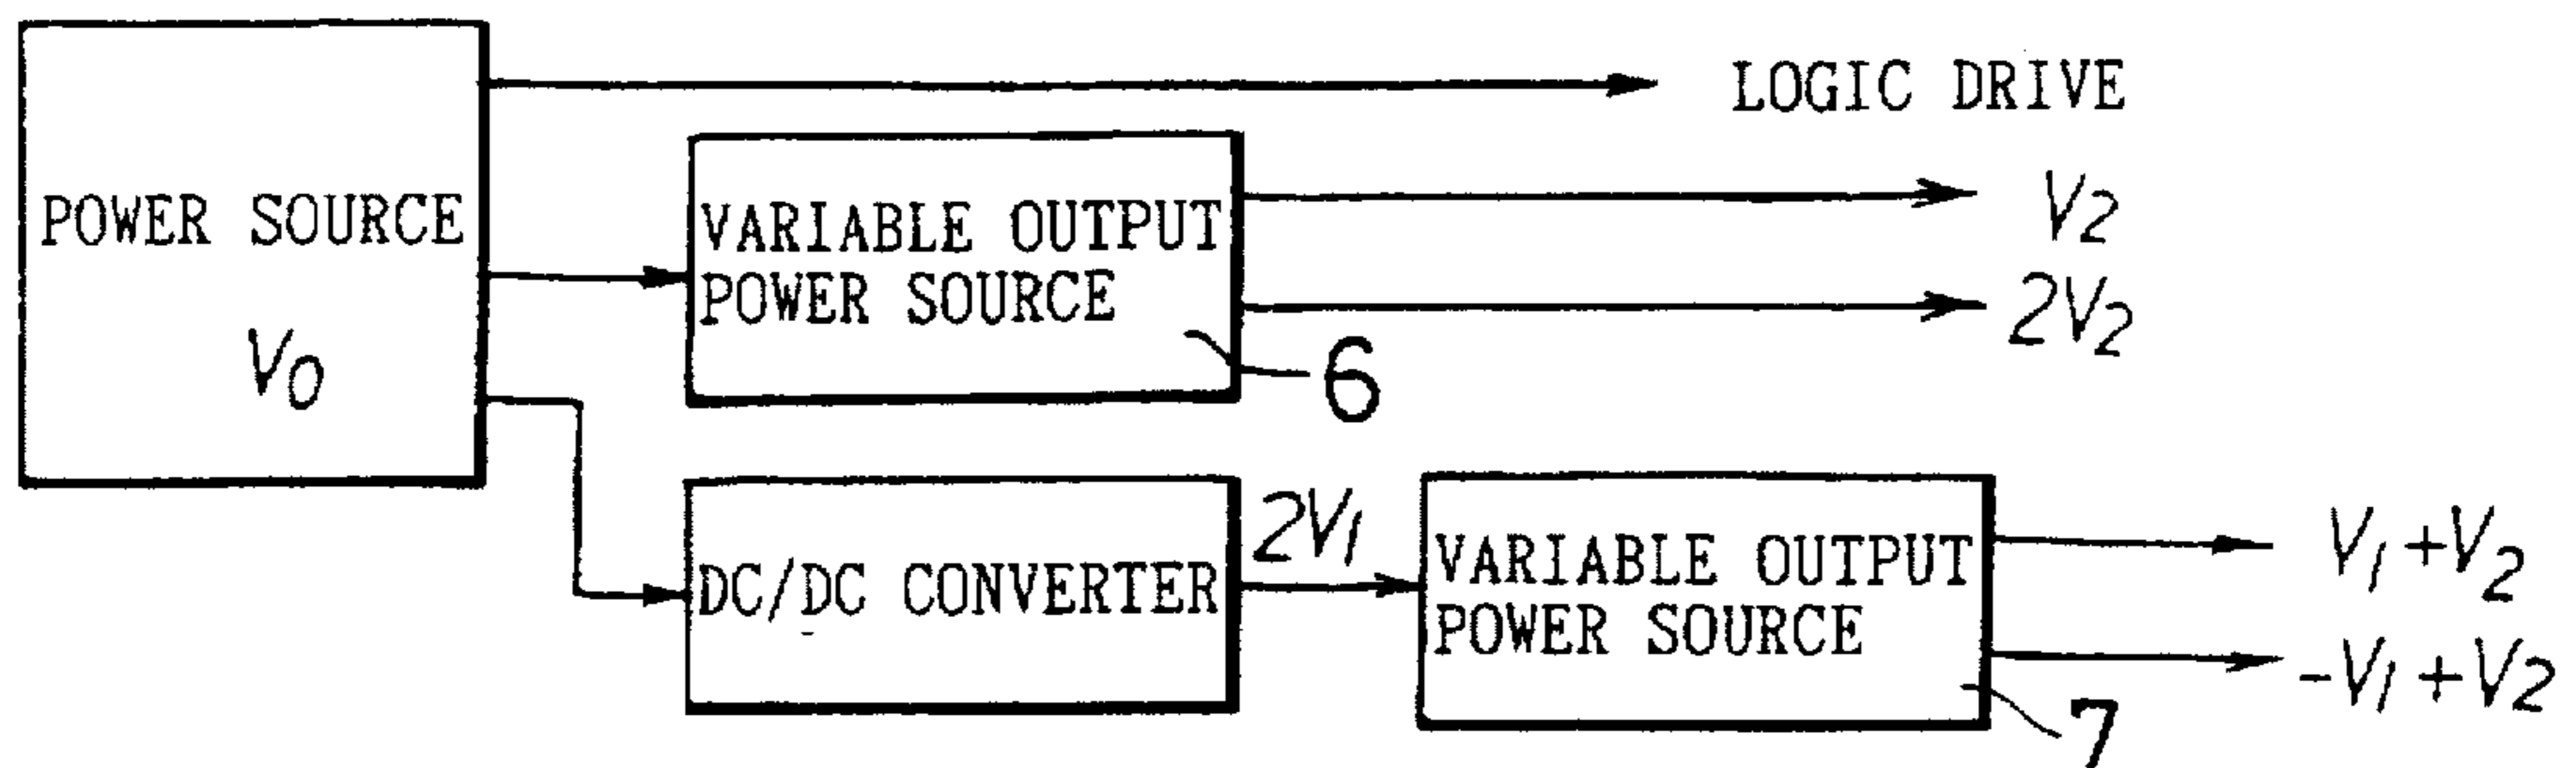 POWER SOURCE
V0
LOGIC DRIVE
VARIABLE OUTPUT
POWER SOURCE
6
V2
2V2
DC/DC CONVERTER
2V1
VARIABLE OUTPUT
POWER SOURCE
7
V1+V2
-V1+V2